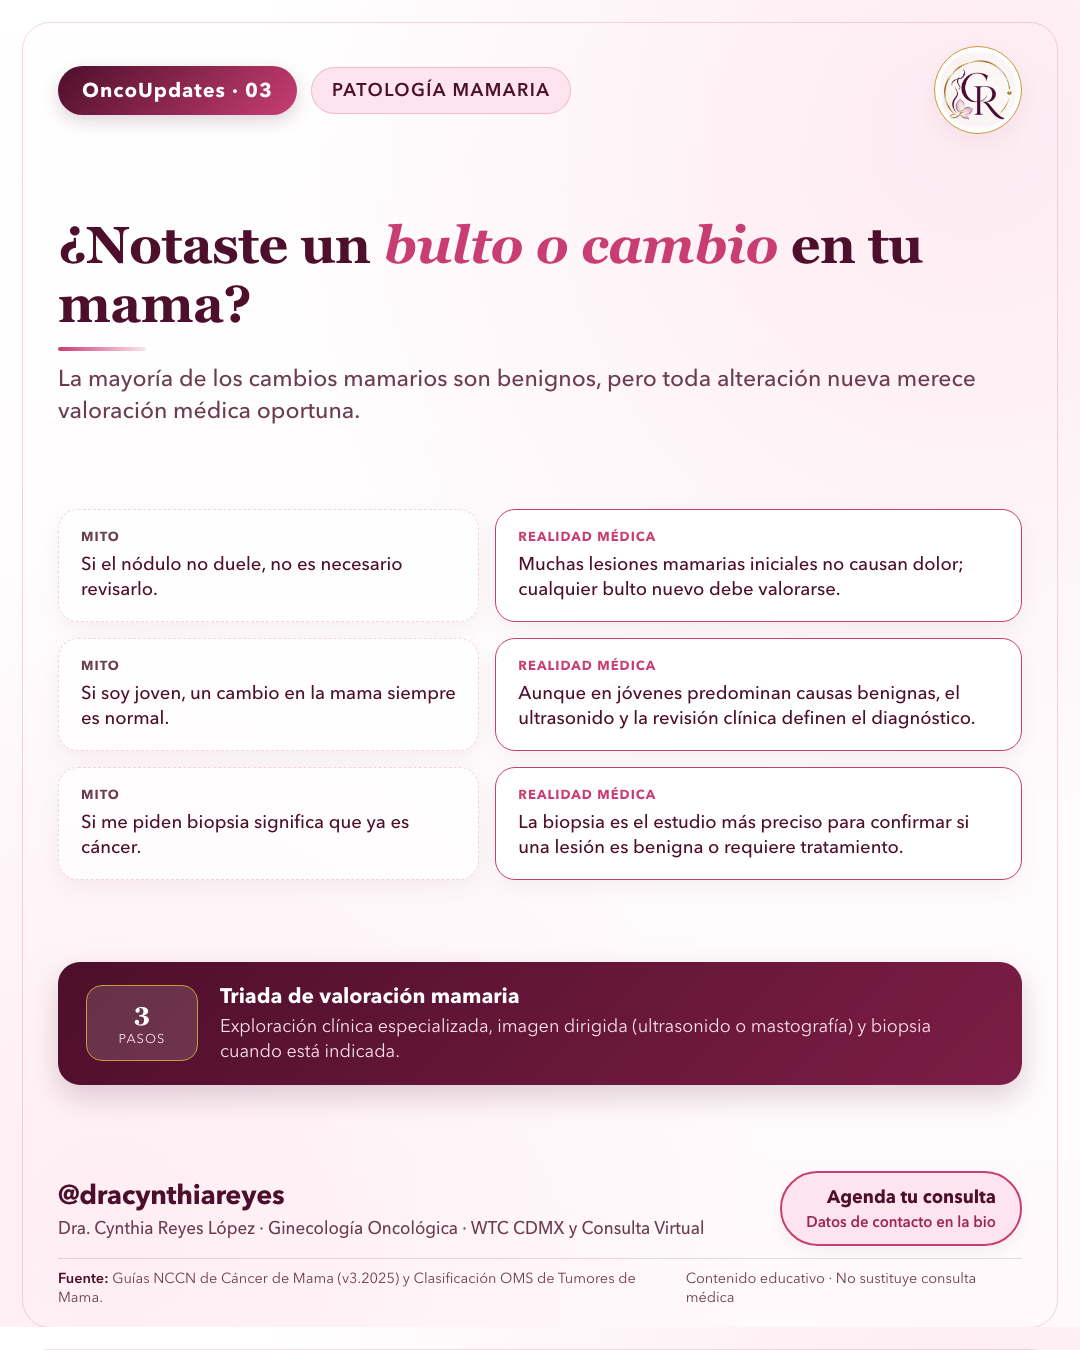 OncoUpdates · 03
PATOLOGÍA MAMARIA
CR
¿Notaste un bulto o cambio en tu
mama?
La mayoría de los cambios mamarios son benignos, pero toda alteración nueva merece
valoración médica oportuna.
MITO
Si el nódulo no duele, no es necesario
revisarlo.
REALIDAD MÉDICA
Muchas lesiones mamarias iniciales no causan dolor;
cualquier bulto nuevo debe valorarse.
MITO
Si soy joven, un cambio en la mama siempre
es normal.
REALIDAD MÉDICA
Aunque en jóvenes predominan causas benignas, el
ultrasonido y la revisión clínica definen el diagnóstico.
MITO
Si me piden biopsia significa que ya es
cáncer.
REALIDAD MÉDICA
La biopsia es el estudio más preciso para confirmar si
una lesión es benigna o requiere tratamiento.
3
PASOS
Triada de valoración mamaria
Exploración clínica especializada, imagen dirigida (ultrasonido o mastografía) y biopsia
cuando está indicada.
@dracynthiareyes
Dra. Cynthia Reyes López · Ginecología Oncológica · WTC CDMX y Consulta Virtual
Agenda tu consulta
Datos de contacto en la bio
Fuente: Guías NCCN de Cáncer de Mama (v3.2025) y Clasificación OMS de Tumores de
Mama.
Contenido educativo · No sustituye consulta
médica